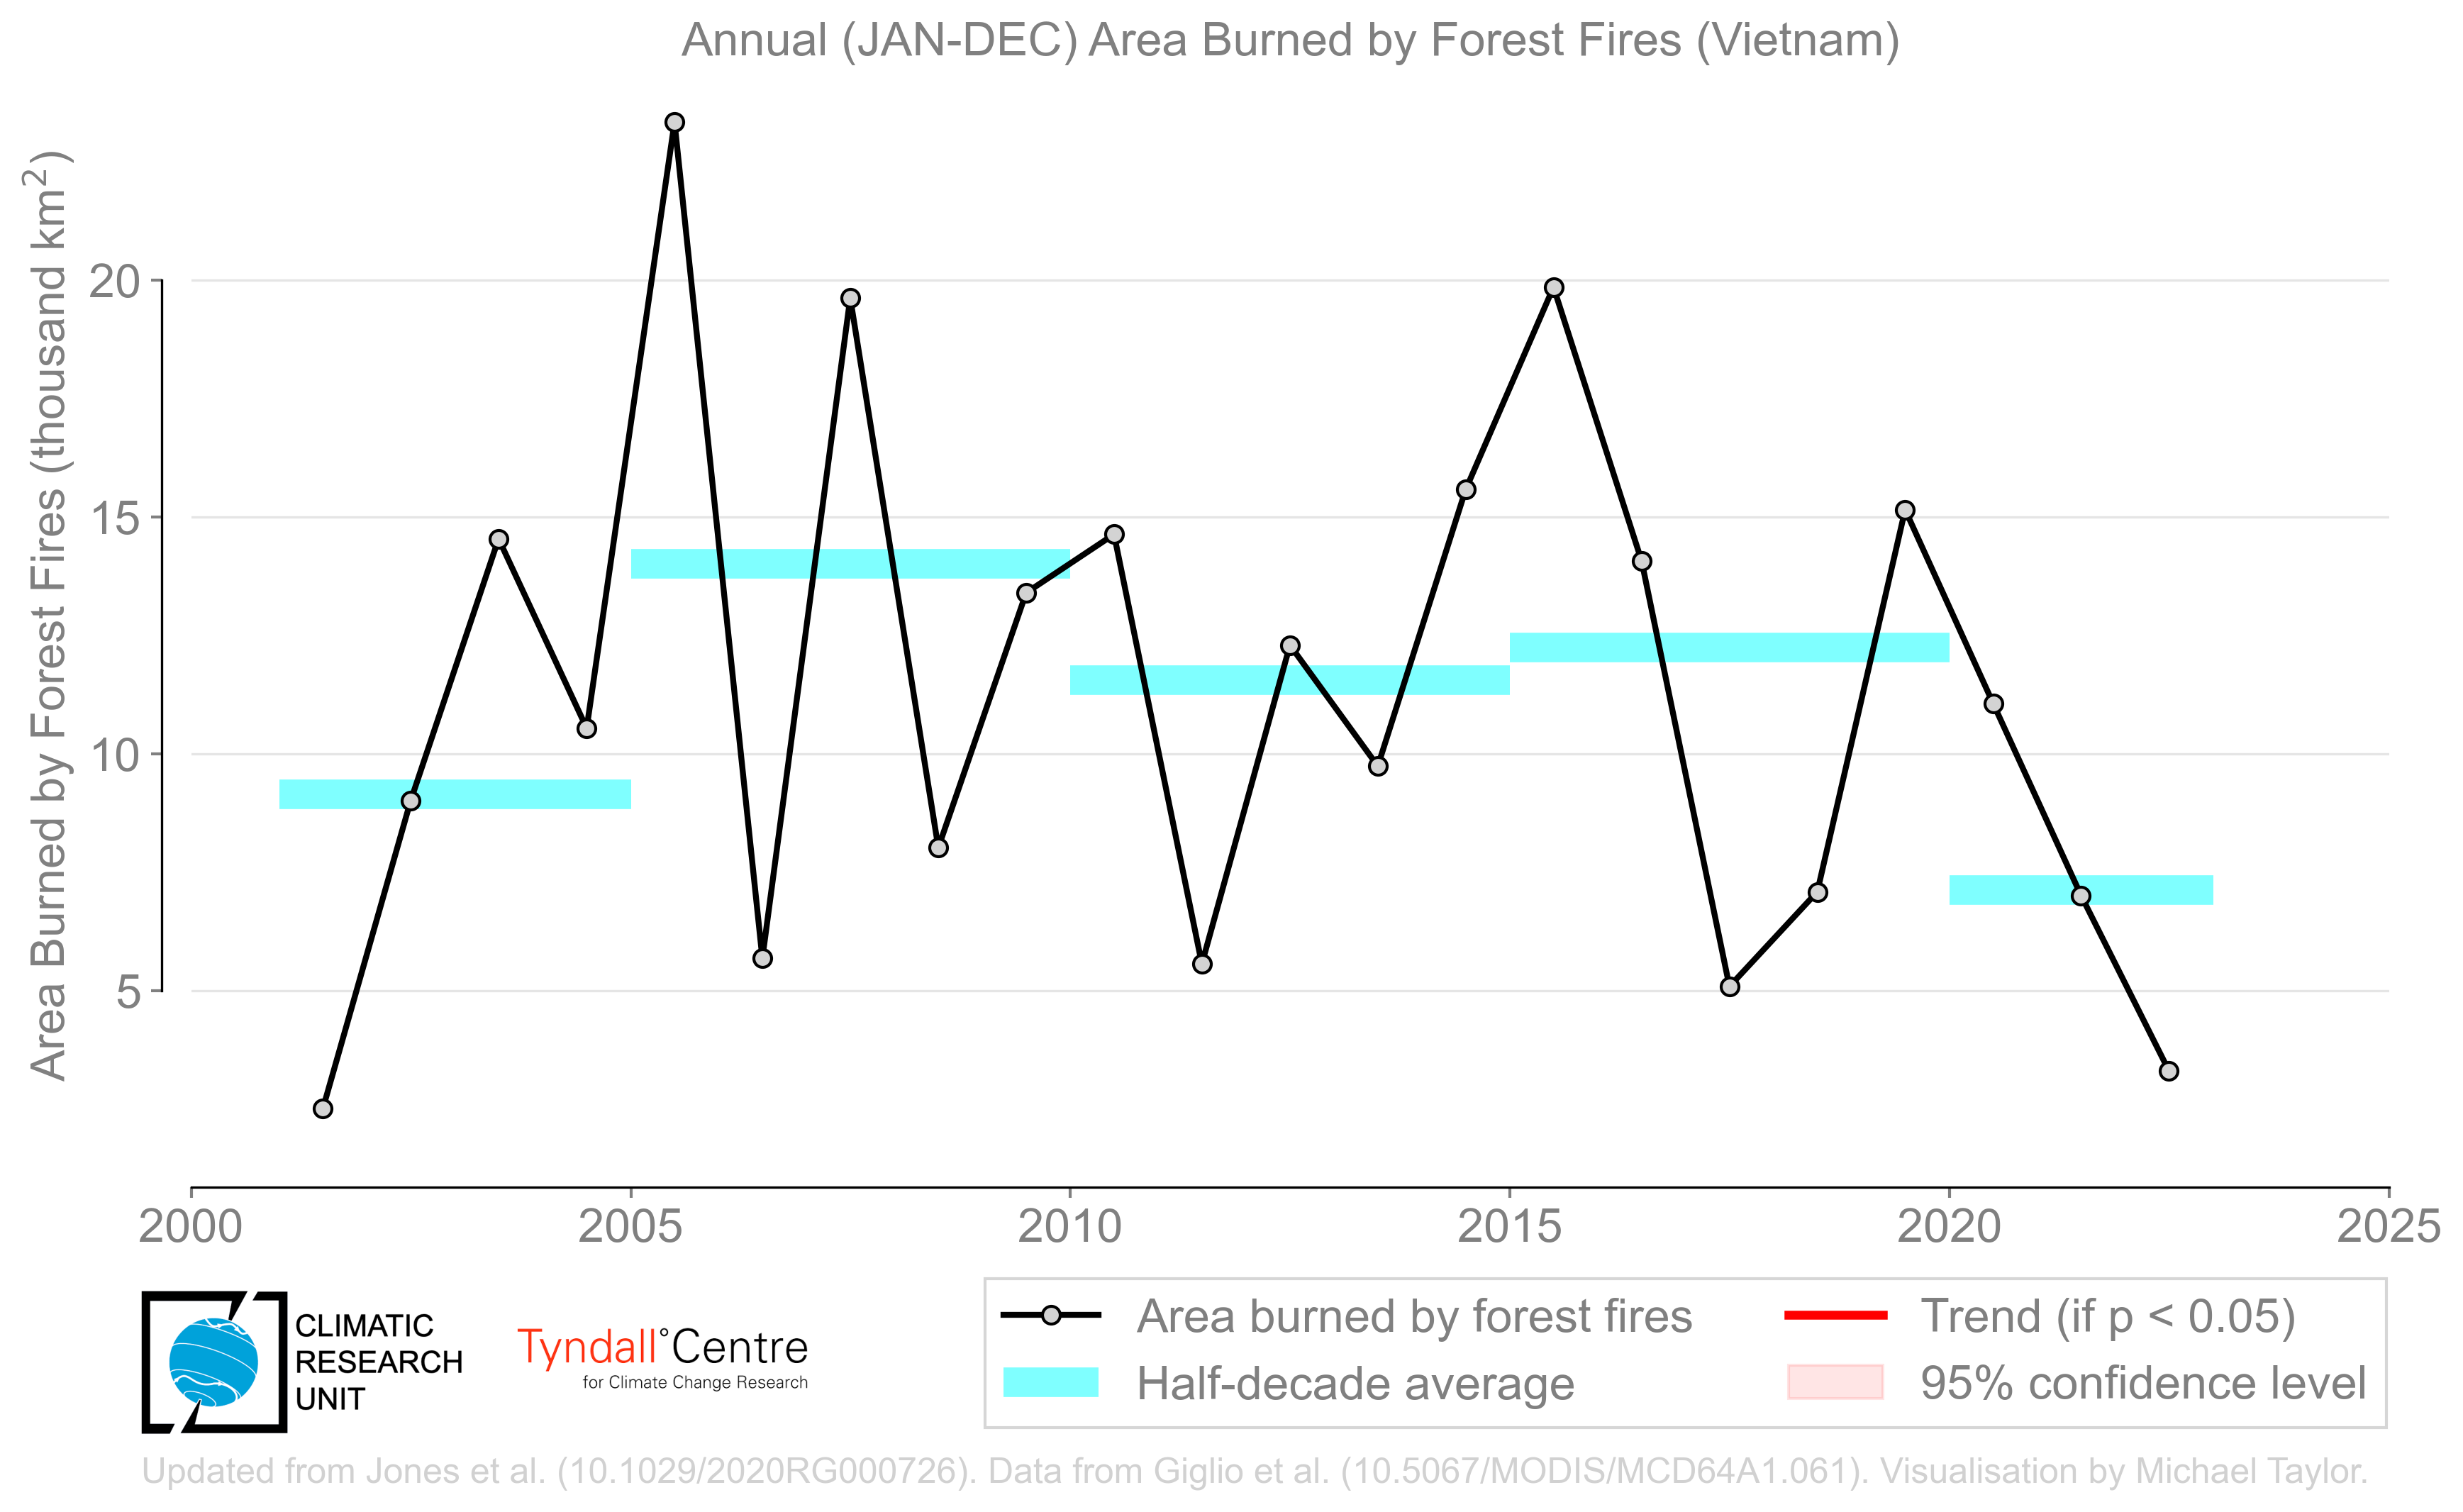 Annual (JAN-DEC) Area Burned by Forest Fires (Vietnam)
Area Burned by Forest Fires (thousand km²)
20
15
10
5
2000 2005 2010 2015 2020 2025
CLIMATIC
RESEARCH
UNIT
Tyndall°Centre
for Climate Change Research
Area burned by forest fires
Trend (if p < 0.05)
Half-decade average
95% confidence level
Updated from Jones et al. (10.1029/2020RG000726). Data from Giglio et al. (10.5067/MODIS/MCD64A1.061). Visualisation by Michael Taylor.